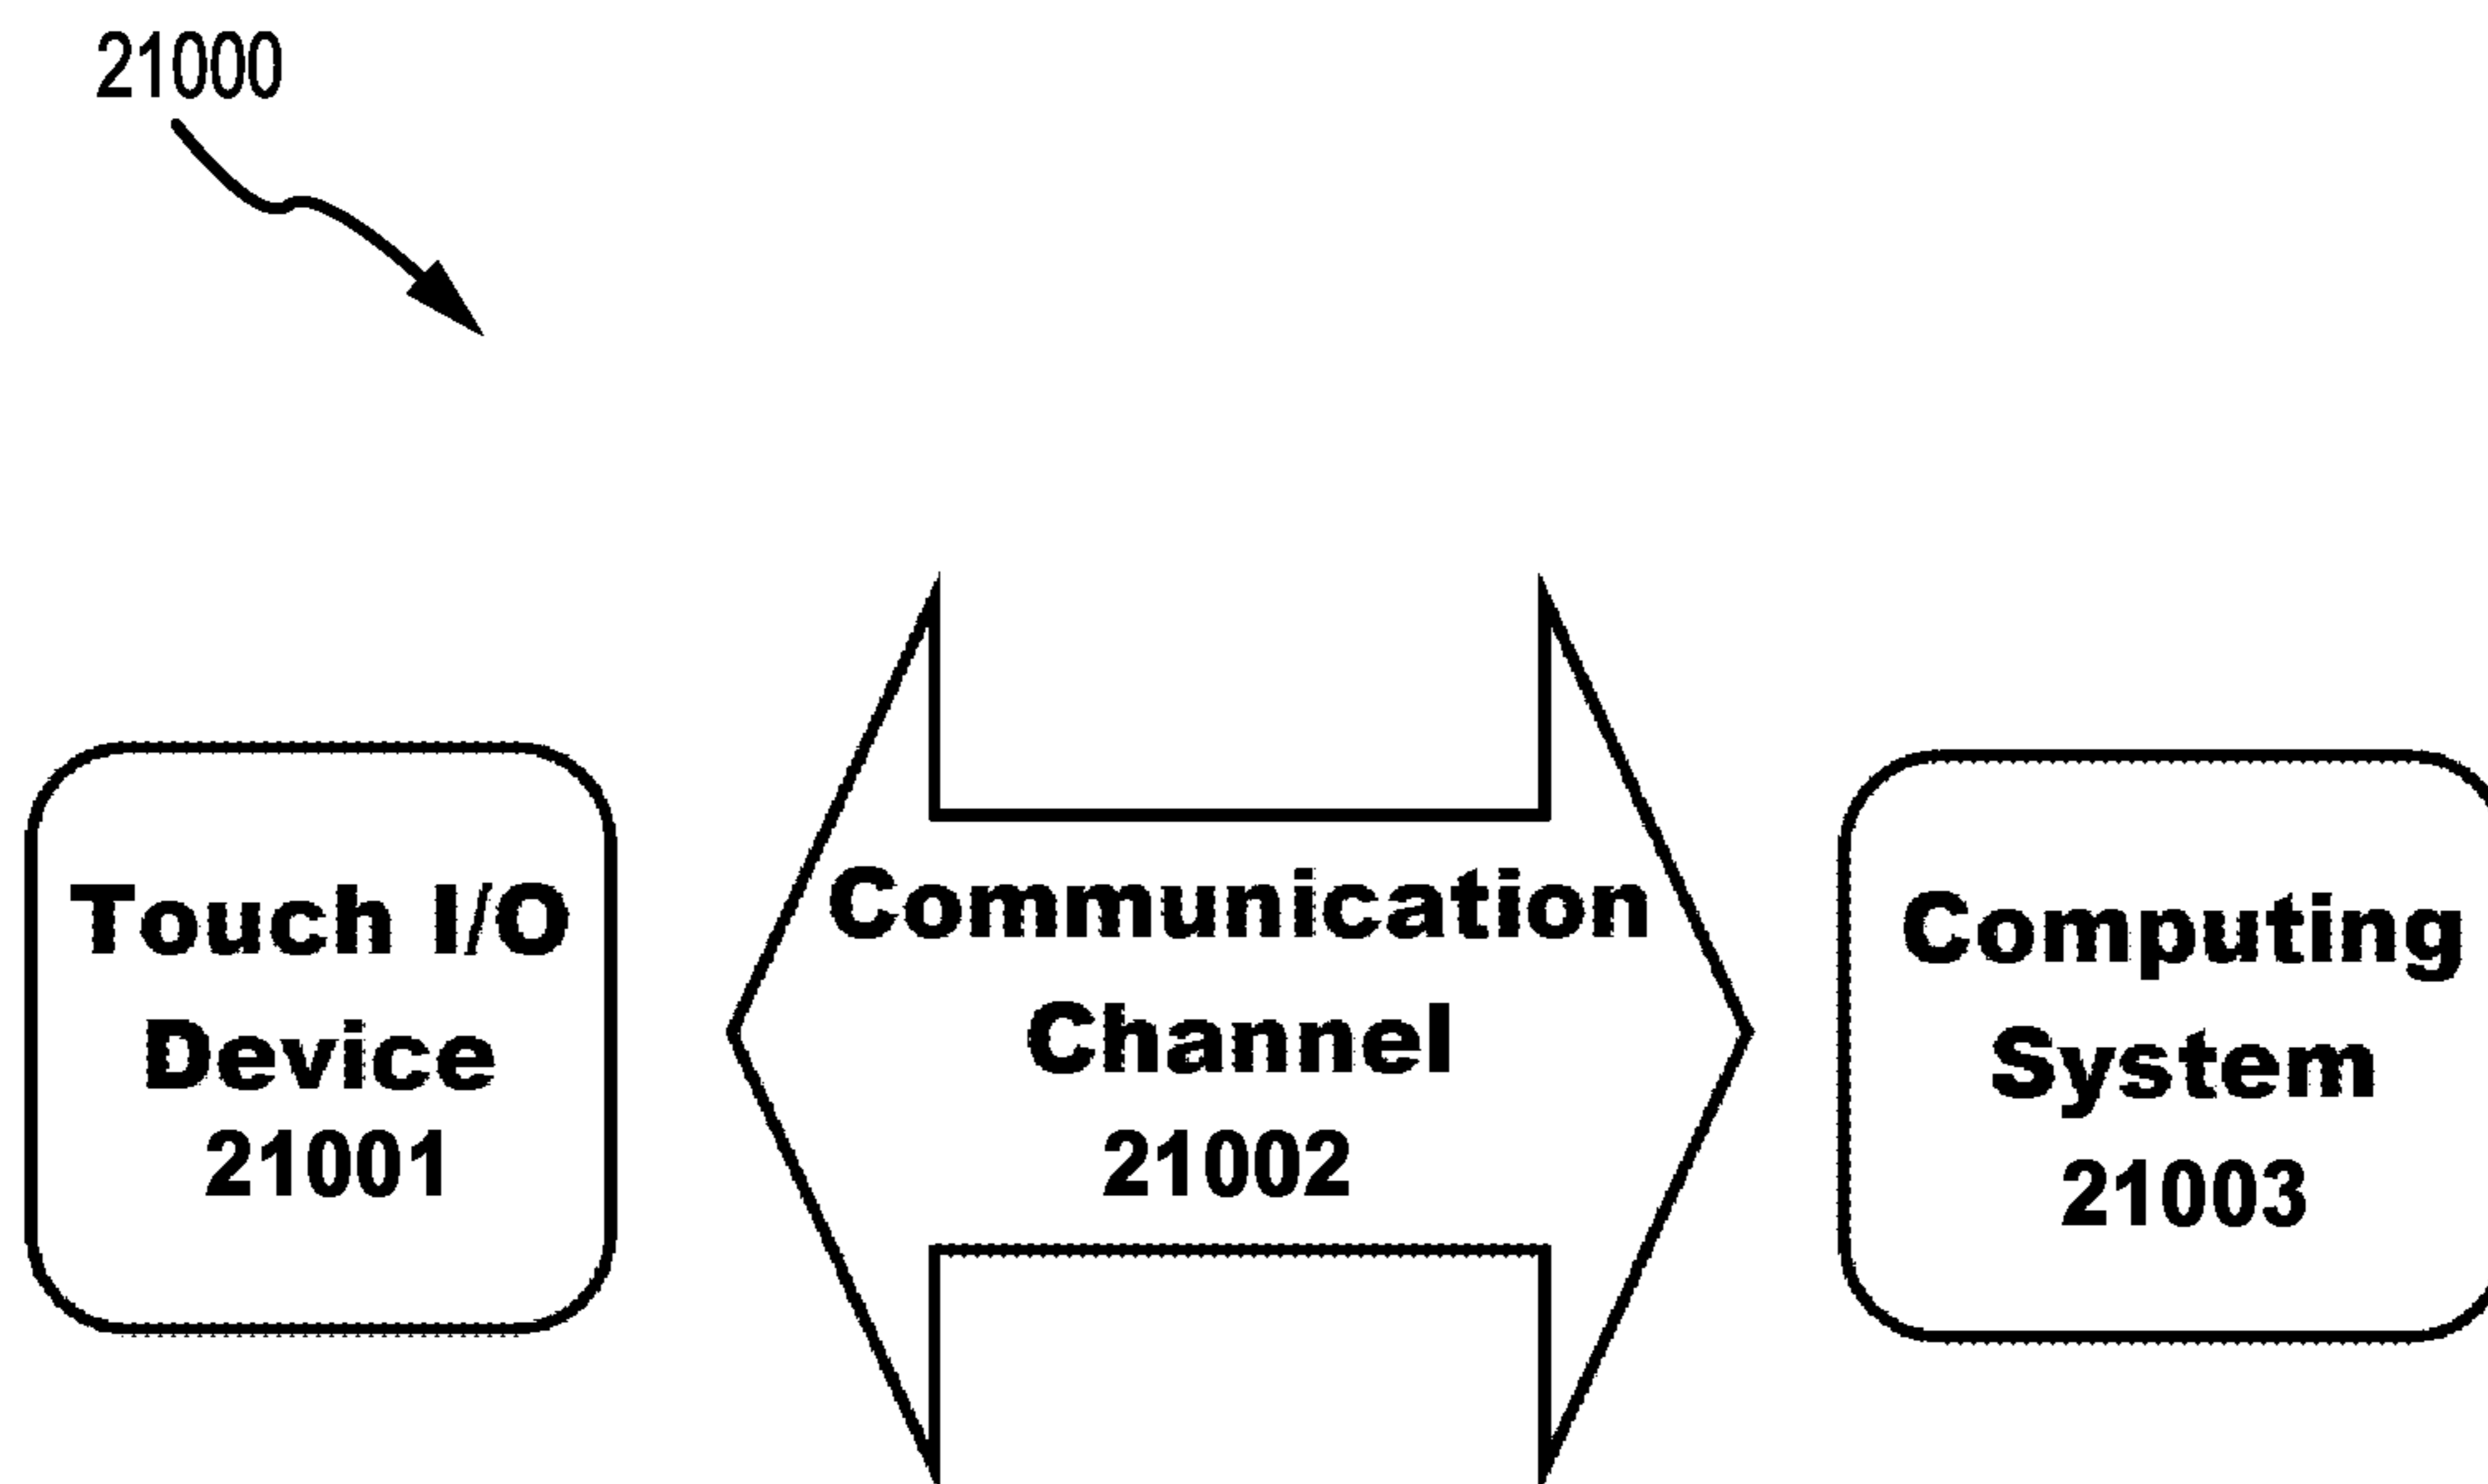 21000
Touch I/O
Device
21001
Communication
Channel
21002
Computing
System
21003